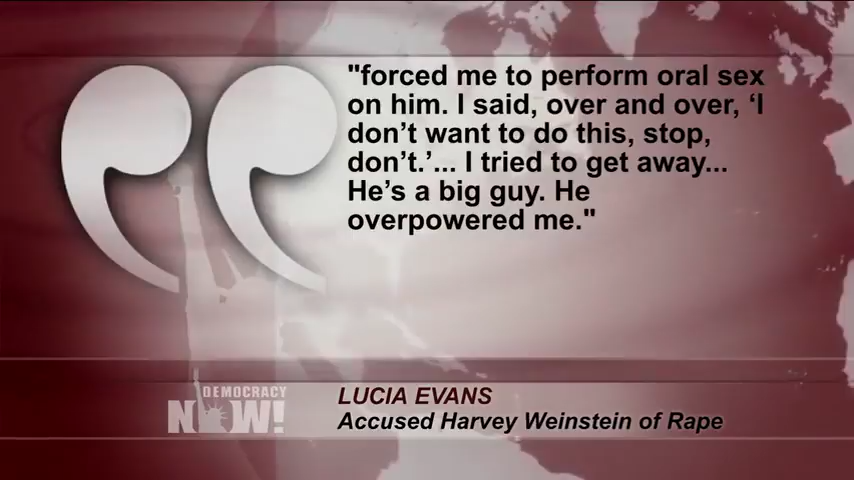 "forced me to perform oral sex
on him. I said, over and over, ‘I
don’t want to do this, stop,
don’t.’... I tried to get away...
He’s a big guy. He
overpowered me."
DEMOCRACY
NOW!
LUCIA EVANS
Accused Harvey Weinstein of Rape